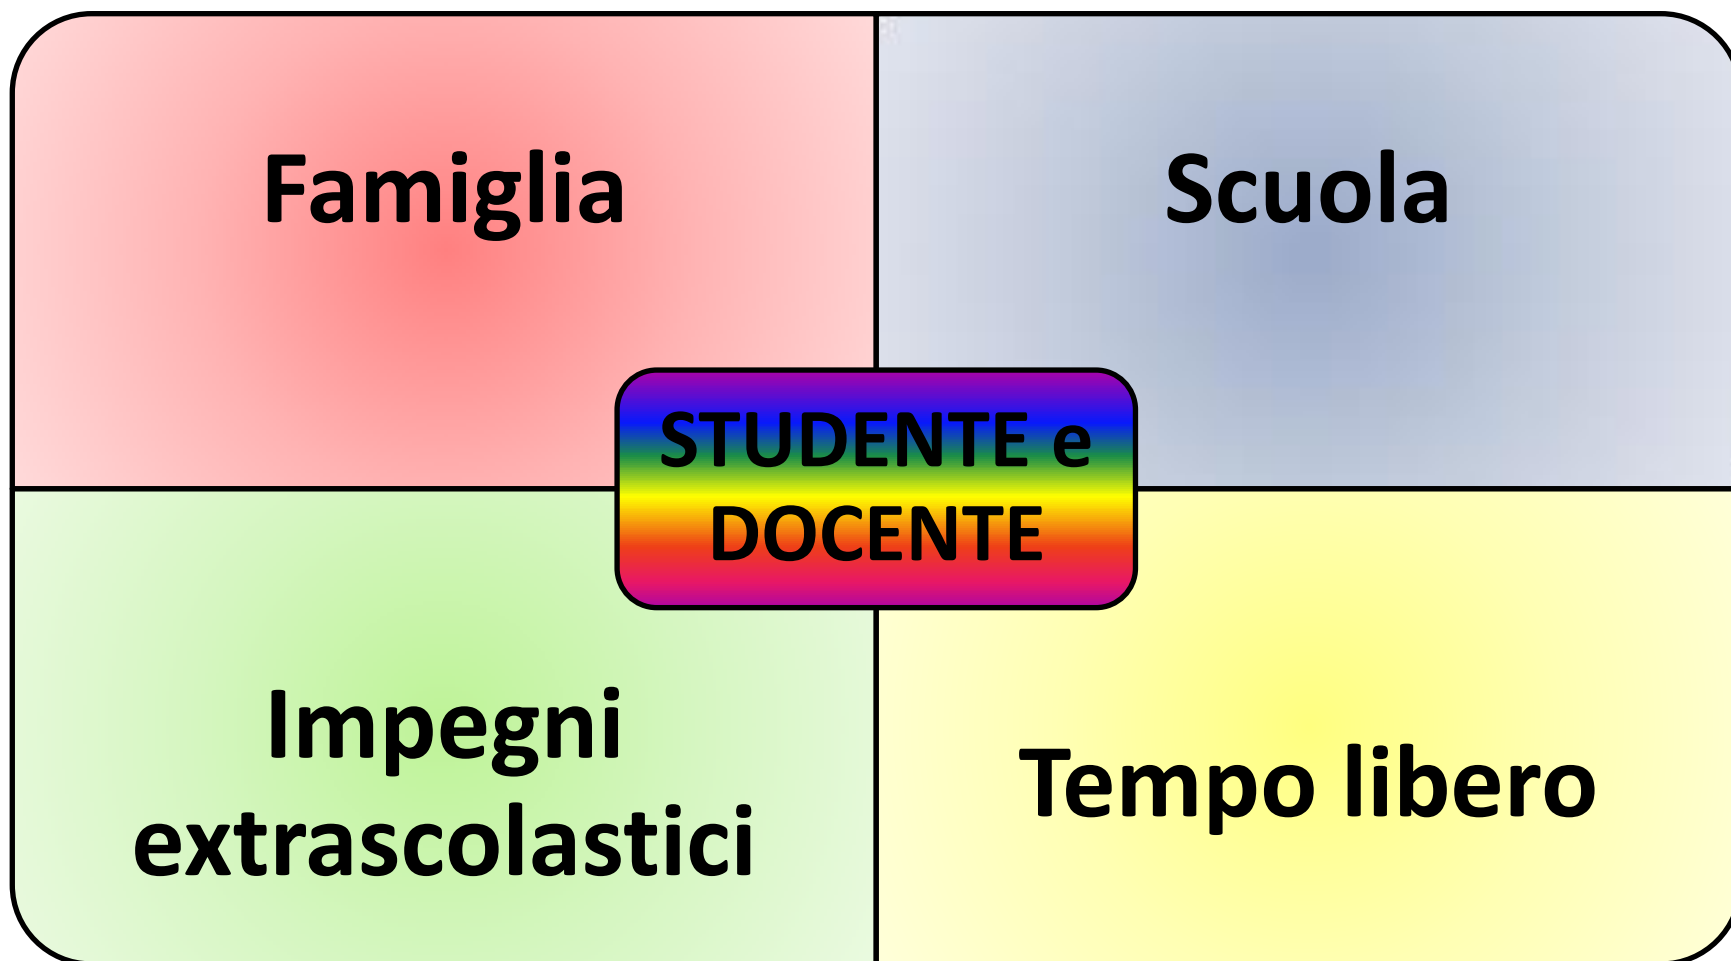 Famiglia
Scuola
STUDENTE e
DOCENTE
Impegni
extrascolastici
Tempo libero